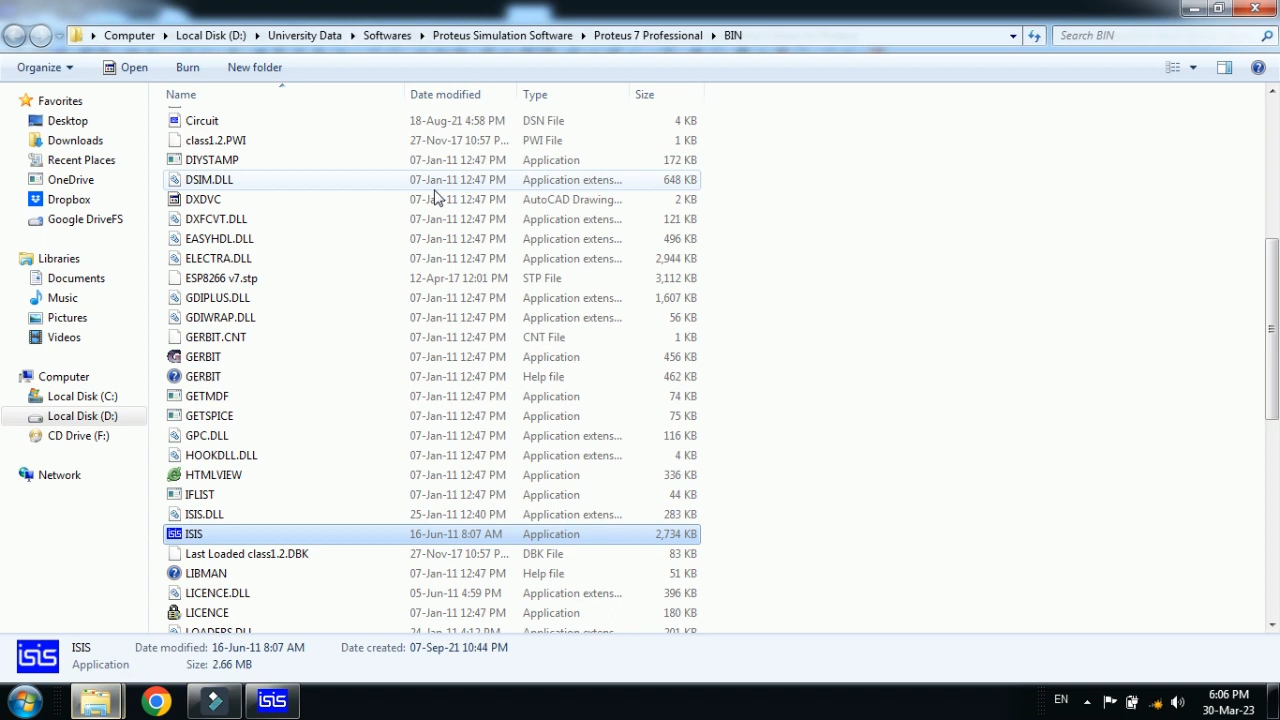 Computer Local Disk (D:) University Data Softwares Proteus Simulation Software Proteus 7 Professional BIN Search BIN
Organize Open Burn New folder
Name Date modified Type Size
Favorites
Desktop
Downloads
Recent Places
OneDrive
Dropbox
Google DriveFS
Libraries
Documents
Music
Pictures
Videos
Computer
Local Disk (C:)
Local Disk (D:)
CD Drive (F:)
Network
Circuit 18-Aug-21 4:58 PM DSN File 4 KB
class1.2.PWI 27-Nov-17 10:57 P... PWI File 1 KB
DIYSTAMP 07-Jan-11 12:47 PM Application 172 KB
DSIM.DLL 07-Jan-11 12:47 PM Application extens... 648 KB
DXDVC 07-Jan-11 12:47 PM AutoCAD Drawing... 2 KB
DXFCVT.DLL 07-Jan-11 12:47 PM Application extens... 121 KB
EASYHDL.DLL 07-Jan-11 12:47 PM Application extens... 496 KB
ELECTRA.DLL 07-Jan-11 12:47 PM Application extens... 2,944 KB
ESP8266 v7.stp 12-Apr-17 12:01 PM STP File 3,112 KB
GDIPLUS.DLL 07-Jan-11 12:47 PM Application extens... 1,607 KB
GDIWRAP.DLL 07-Jan-11 12:47 PM Application extens... 56 KB
GERBIT.CNT 07-Jan-11 12:47 PM CNT File 1 KB
GERBIT 07-Jan-11 12:47 PM Application 456 KB
GERBIT 07-Jan-11 12:47 PM Help file 462 KB
GETMDF 07-Jan-11 12:47 PM Application 74 KB
GETSPICE 07-Jan-11 12:47 PM Application 75 KB
GPC.DLL 07-Jan-11 12:47 PM Application extens... 116 KB
HOOKDLL.DLL 07-Jan-11 12:47 PM Application extens... 4 KB
HTMLVIEW 07-Jan-11 12:47 PM Application 336 KB
IFLIST 07-Jan-11 12:47 PM Application 44 KB
ISIS.DLL 25-Jan-11 12:40 PM Application extens... 283 KB
ISIS 16-Jun-11 8:07 AM Application 2,734 KB
Last Loaded class1.2.DBK 27-Nov-17 10:57 P... DBK File 83 KB
LIBMAN 07-Jan-11 12:47 PM Help file 51 KB
LICENCE.DLL 05-Jun-11 4:59 PM Application extens... 396 KB
LICENCE 07-Jan-11 12:47 PM Application 180 KB
LOADERS.DLL 24-Jan-11 4:12 PM Application extens... 201 KB
isis ISIS Date modified: 16-Jun-11 8:07 AM Date created: 07-Sep-21 10:44 PM
Application Size: 2.66 MB
isis EN 6:06 PM
30-Mar-23